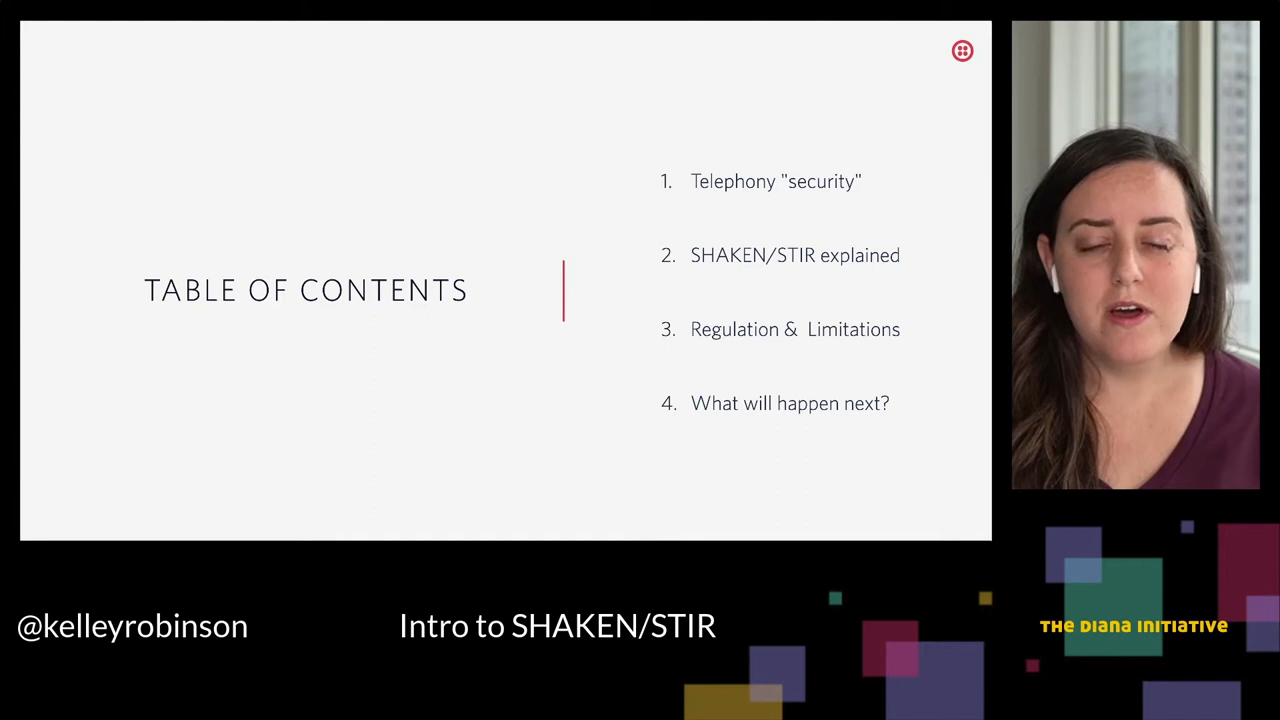 TABLE OF CONTENTS
1. Telephony "security"
2. SHAKEN/STIR explained
3. Regulation & Limitations
4. What will happen next?
@kelleyrobinson
Intro to SHAKEN/STIR
THE DIANA INITIATIVE